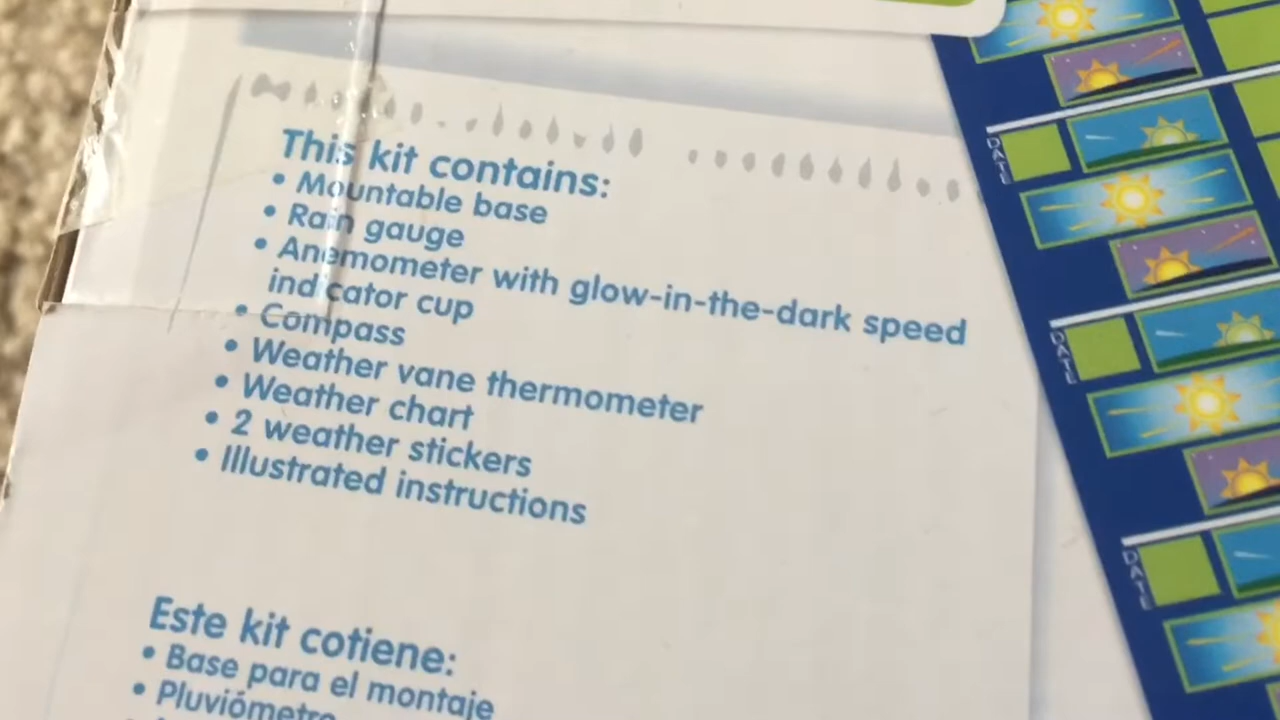 This kit contains:
• Mountable base
• Rain gauge
• Anemometer with glow-in-the-dark speed
indicator cup
• Compass
• Weather vane thermometer
• Weather chart
• 2 weather stickers
• Illustrated instructions
Este kit cotiene:
• Base para el montaje
• Pluviómetro
DATE
DATE
DATE